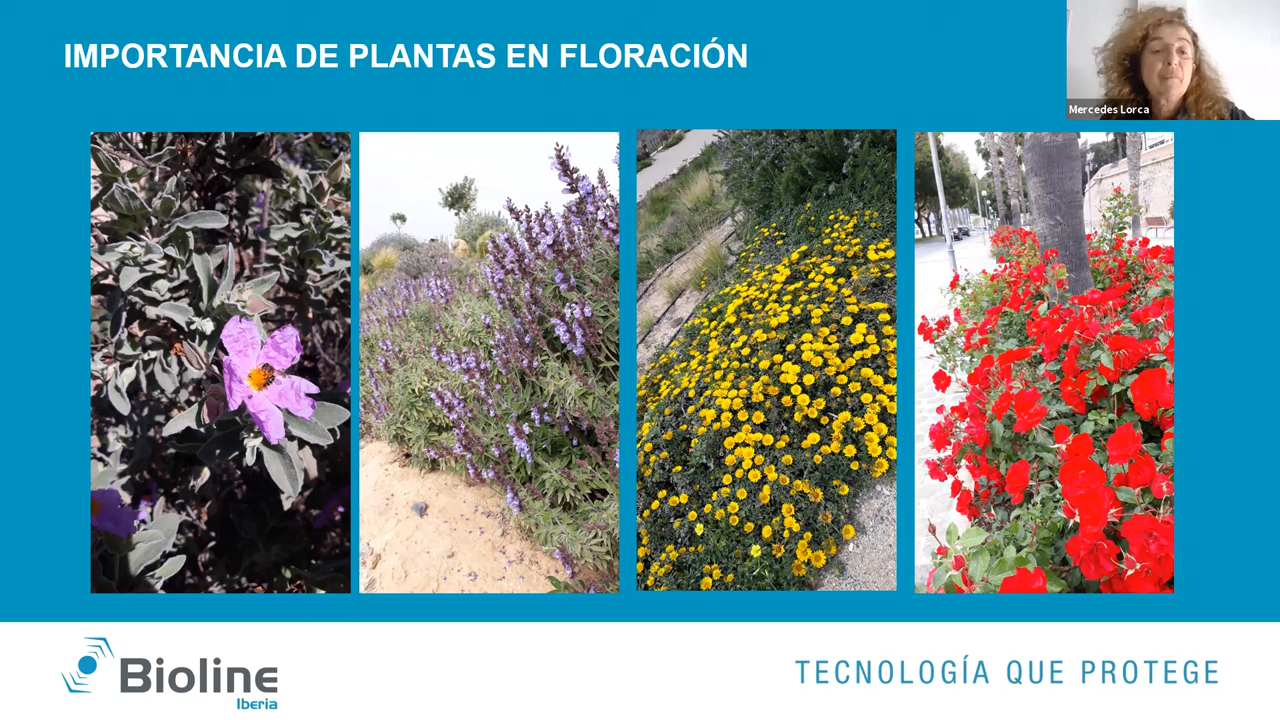 IMPORTANCIA DE PLANTAS EN FLORACIÓN
Mercedes Lorca
Bioline
Iberia
TECNOLOGÍA QUE PROTEGE